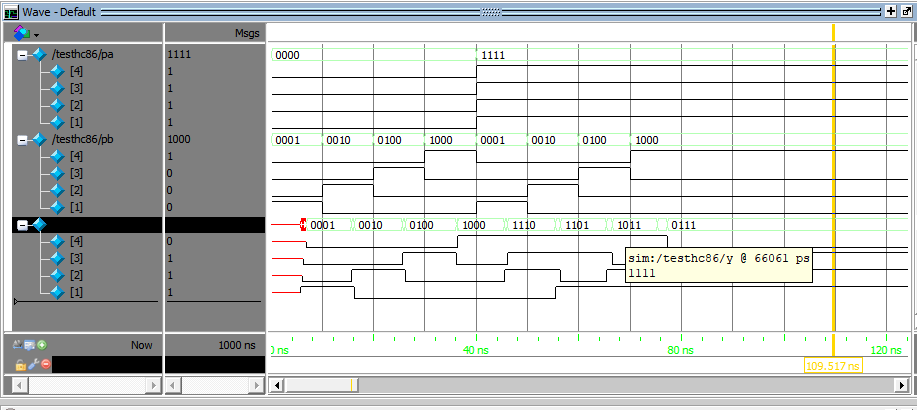 Wave - Default
Msgs
/testhc86/pa 1111 0000 1111
[4] 1
[3] 1
[2] 1
[1] 1
/testhc86/pb 1000 0001 0010 0100 1000 0001 0010 0100 1000
[4] 1
[3] 0
[2] 0
[1] 0
0001 0010 0100 1000 1110 1101 1011 0111
[4] 0
[3] 1
[2] 1
[1] 1
sim:/testhc86/y @ 66061 ps
1111
Now 1000 ns 0 ns 40 ns 80 ns 120 ns
109.517 ns